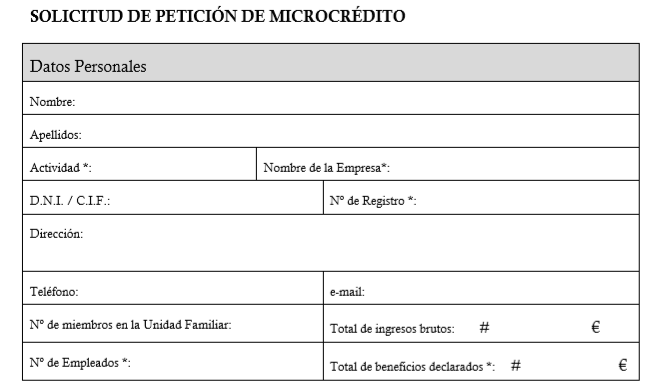 SOLICITUD DE PETICIÓN DE MICROCRÉDITO
Datos Personales
Nombre:
Apellidos:
Actividad *: Nombre de la Empresa*:
D.N.I. / C.I.F.: Nº de Registro *:
Dirección:
Teléfono: e-mail:
Nº de miembros en la Unidad Familiar: Total de ingresos brutos: # €
Nº de Empleados *: Total de beneficios declarados *: # €